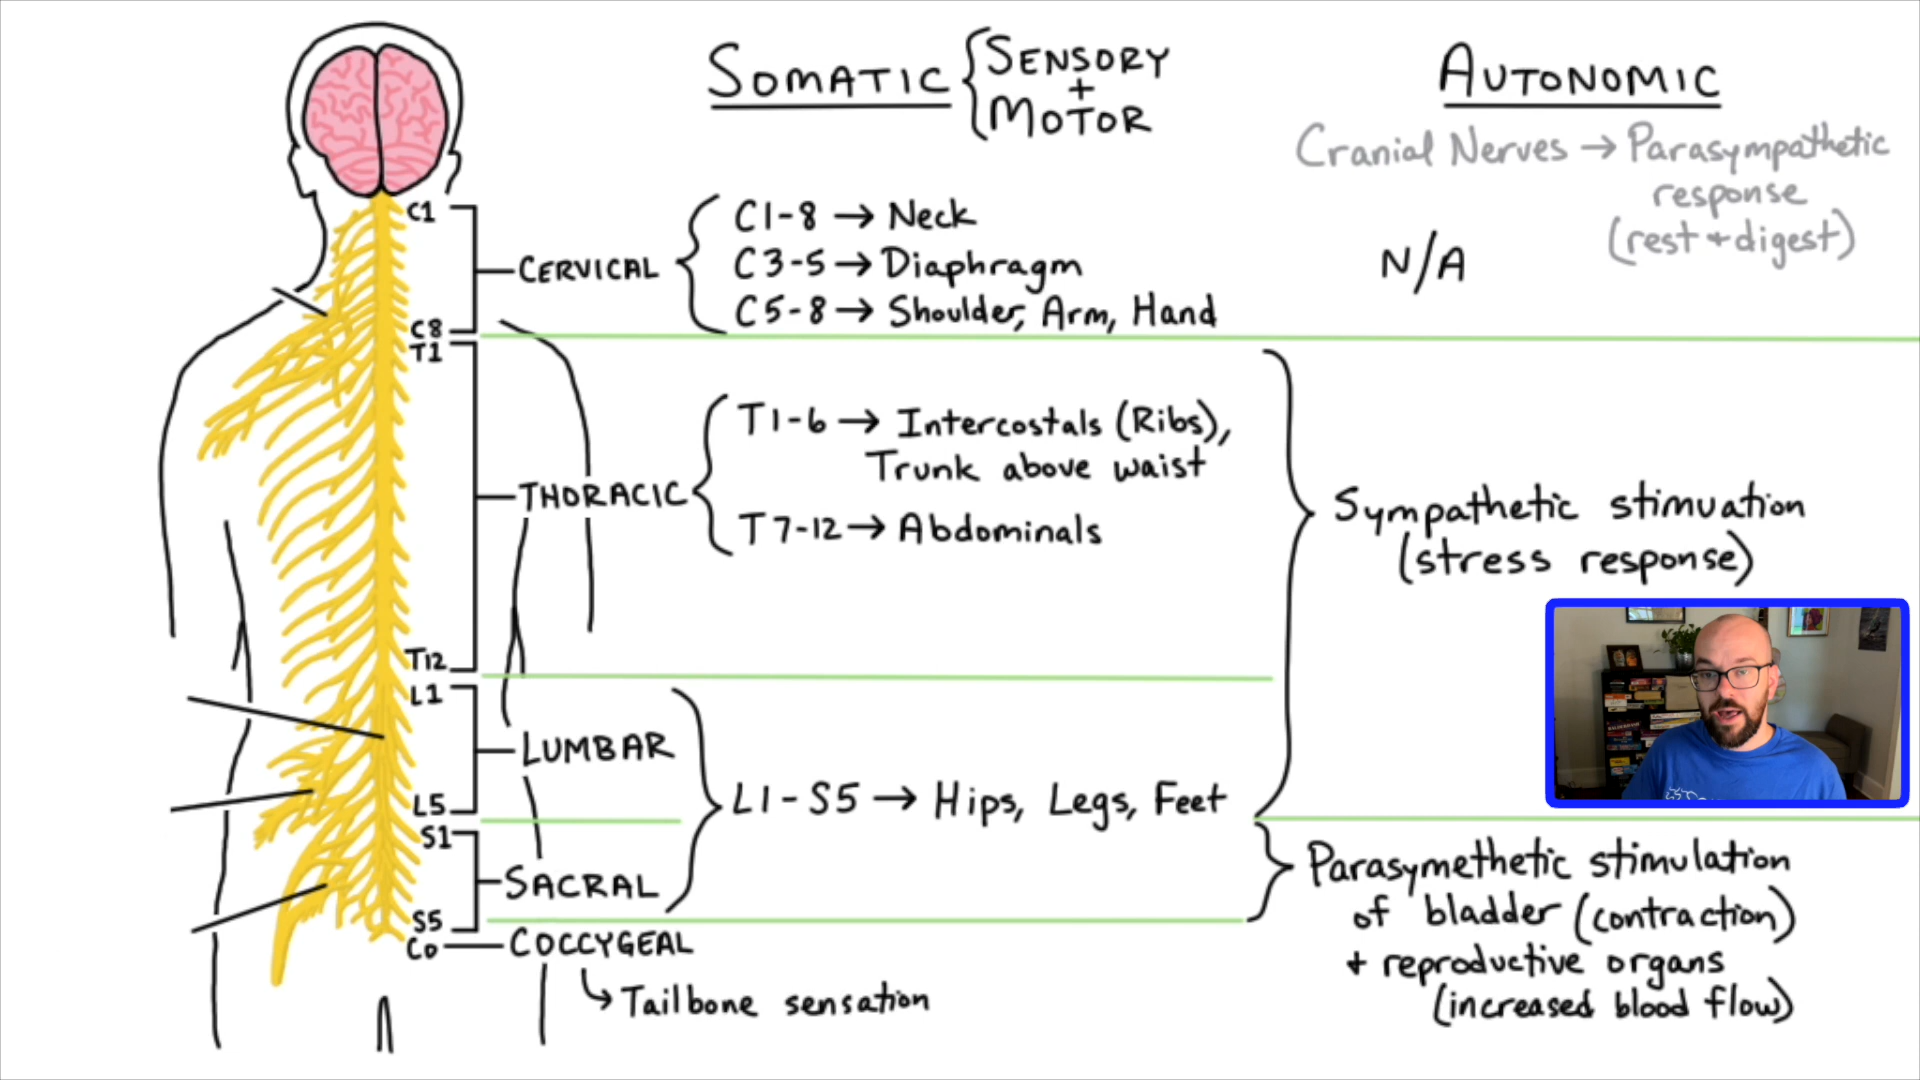 SOMATIC { SENSORY
+
MOTOR
AUTONOMIC
Cranial Nerves → Parasympathetic
response
(rest + digest)
C1
C8
CERVICAL
C1-8 → Neck
C3-5 → Diaphragm
C5-8 → Shoulder, Arm, Hand
N/A
T1
T12
THORACIC
T1-6 → Intercostals (Ribs),
Trunk above waist
T7-12 → Abdominals
Sympathetic stimuation
(stress response)
L1
L5
LUMBAR
S1
S5
SACRAL
L1-S5 → Hips, Legs, Feet
Parasymethetic stimulation
of bladder (contraction)
+ reproductive organs
(increased blood flow)
Co
COCCYGEAL
↳ Tailbone sensation